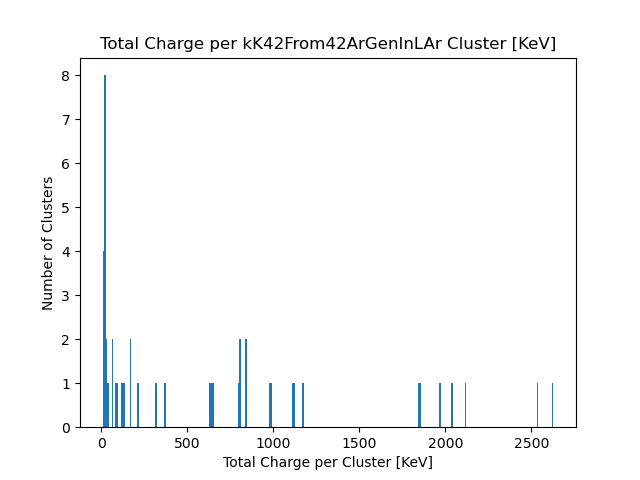 Total Charge per kK42From42ArGenInLAr Cluster [KeV]
8
7
6
5
4
3
2
1
0
Number of Clusters
0 500 1000 1500 2000 2500
Total Charge per Cluster [KeV]